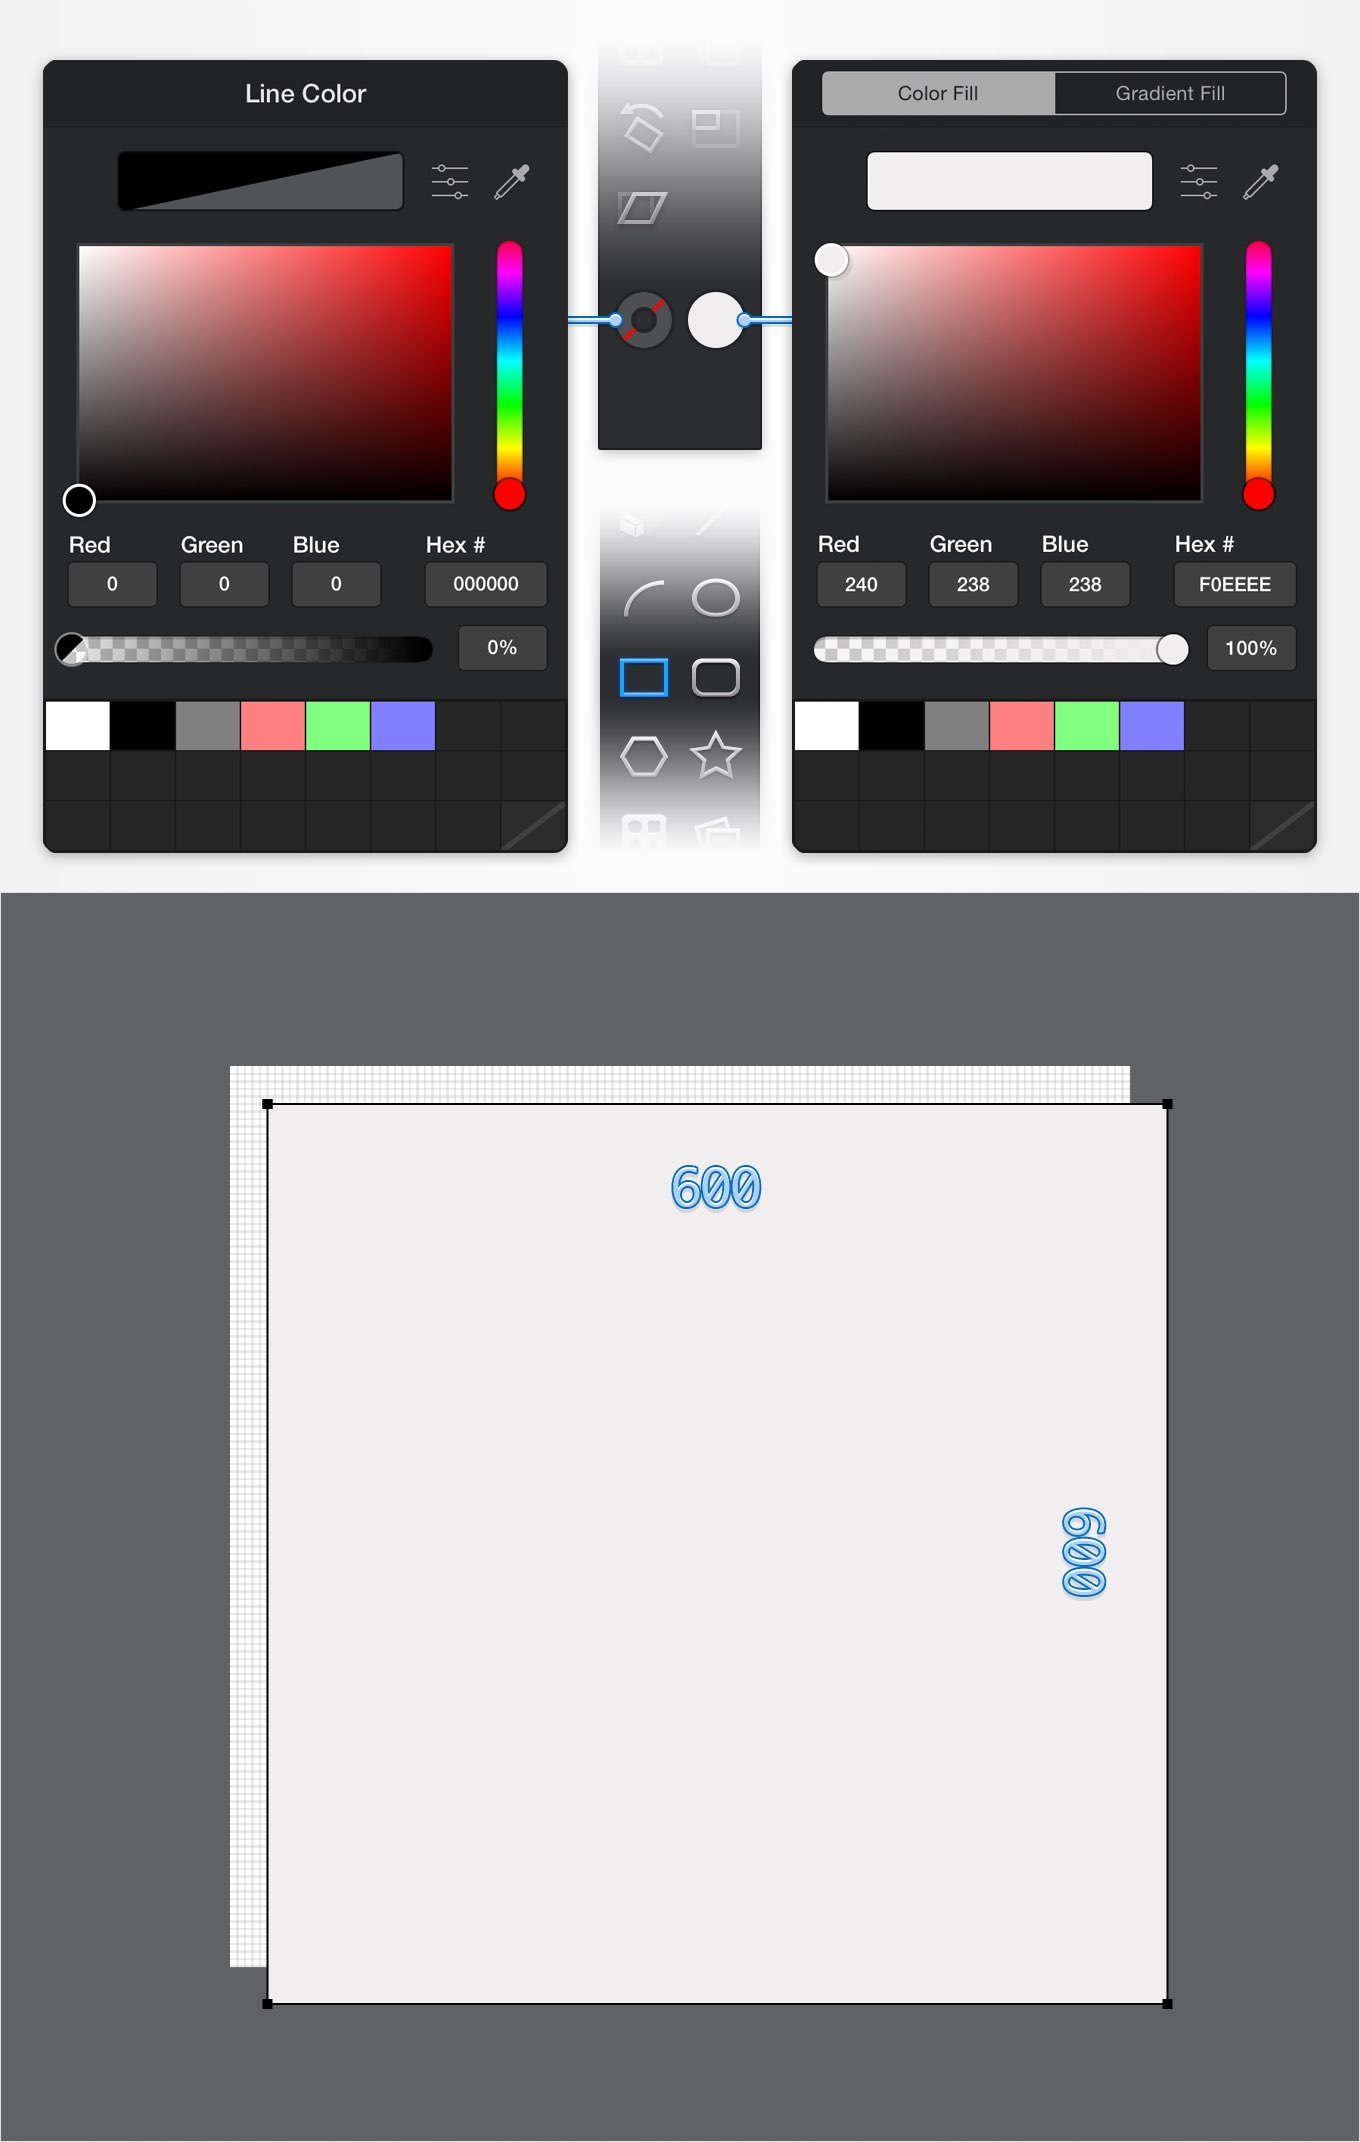 Line Color
Color Fill
Gradient Fill
Red
Green
Blue
Hex #
0
0
0
000000
0%
Red
Green
Blue
Hex #
240
238
238
F0EEEE
100%
600
600